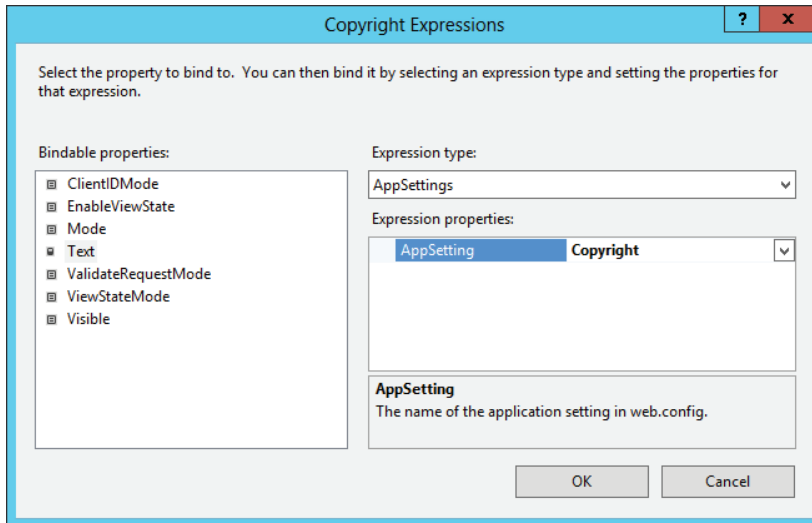 Copyright Expressions
?
x
Select the property to bind to. You can then bind it by selecting an expression type and setting the properties for
that expression.
Bindable properties:
ClientIDMode
EnableViewState
Mode
Text
ValidateRequestMode
ViewStateMode
Visible
Expression type:
AppSettings
Expression properties:
AppSetting Copyright
AppSetting
The name of the application setting in web.config.
OK
Cancel